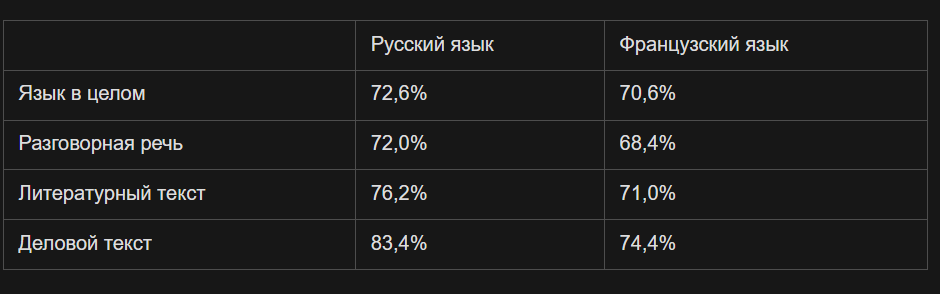 Русский язык Французский язык
Язык в целом 72,6% 70,6%
Разговорная речь 72,0% 68,4%
Литературный текст 76,2% 71,0%
Деловой текст 83,4% 74,4%